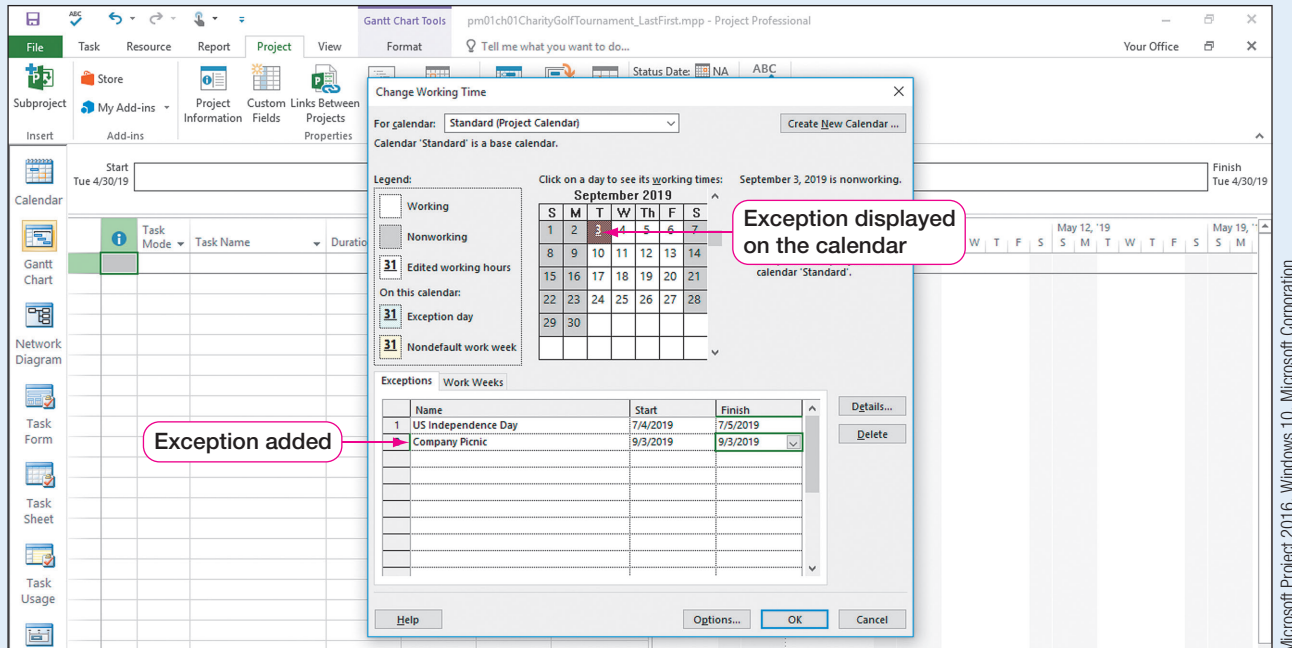 ABC
Gantt Chart Tools
pm01ch01CharityGolfTournament_LastFirst.mpp - Project Professional
File Task Resource Report Project View Format Tell me what you want to do... Your Office
Subproject
Store
My Add-ins
Project Information
Custom Fields
Links Between Projects
Status Date: NA
ABC
Insert
Add-ins
Properties
Start
Tue 4/30/19
Finish
Tue 4/30/19
Calendar
Gantt Chart
Network Diagram
Task Form
Task Sheet
Task Usage
Task Mode
Task Name
Duratio
May 12, '19
May 19, '
W T F S S M T W T F S S M
Change Working Time
For calendar: Standard (Project Calendar)
Create New Calendar ...
Calendar 'Standard' is a base calendar.
Legend:
Working
Nonworking
31 Edited working hours
On this calendar:
31 Exception day
31 Nondefault work week
Click on a day to see its working times:
September 2019
S M T W Th F S
1 2 3 4 5 6 7
8 9 10 11 12 13 14
15 16 17 18 19 20 21
22 23 24 25 26 27 28
29 30
September 3, 2019 is nonworking.
calendar 'Standard'.
Exception displayed
on the calendar
Exceptions Work Weeks
Name Start Finish
1 US Independence Day 7/4/2019 7/5/2019
Company Picnic 9/3/2019 9/3/2019
Details...
Delete
Exception added
Help
Options...
OK
Cancel
Microsoft Project 2016, Windows 10, Microsoft Corporation